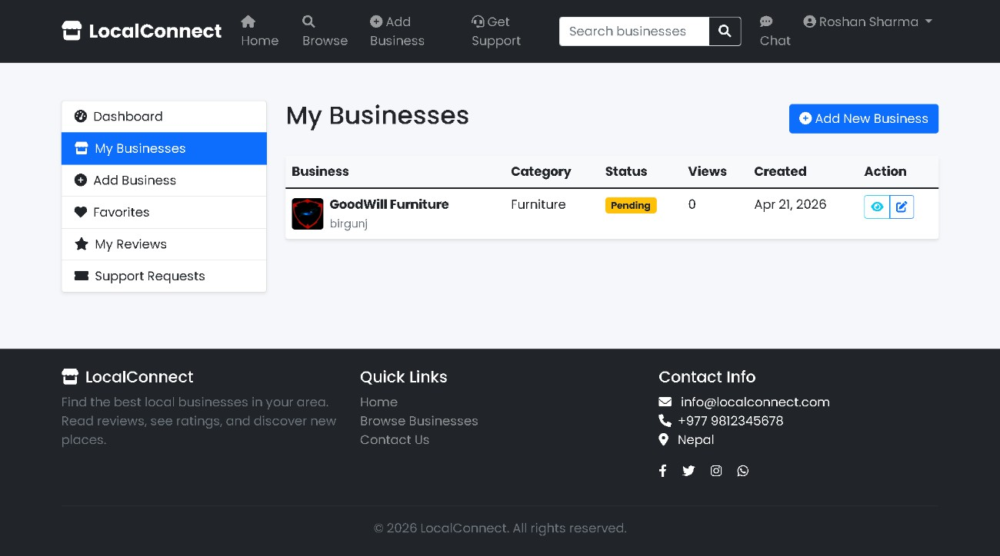 LocalConnect
Home
Browse
Add Business
Get Support
Search businesses
Chat
Roshan Sharma
Dashboard
My Businesses
Add Business
Favorites
My Reviews
Support Requests
My Businesses
Add New Business
Business Category Status Views Created Action
GoodWill Furniture Furniture Pending 0 Apr 21, 2026
birgunj
LocalConnect
Find the best local businesses in your area.
Read reviews, see ratings, and discover new
places.
Quick Links
Home
Browse Businesses
Contact Us
Contact Info
info@localconnect.com
+977 9812345678
Nepal
© 2026 LocalConnect. All rights reserved.